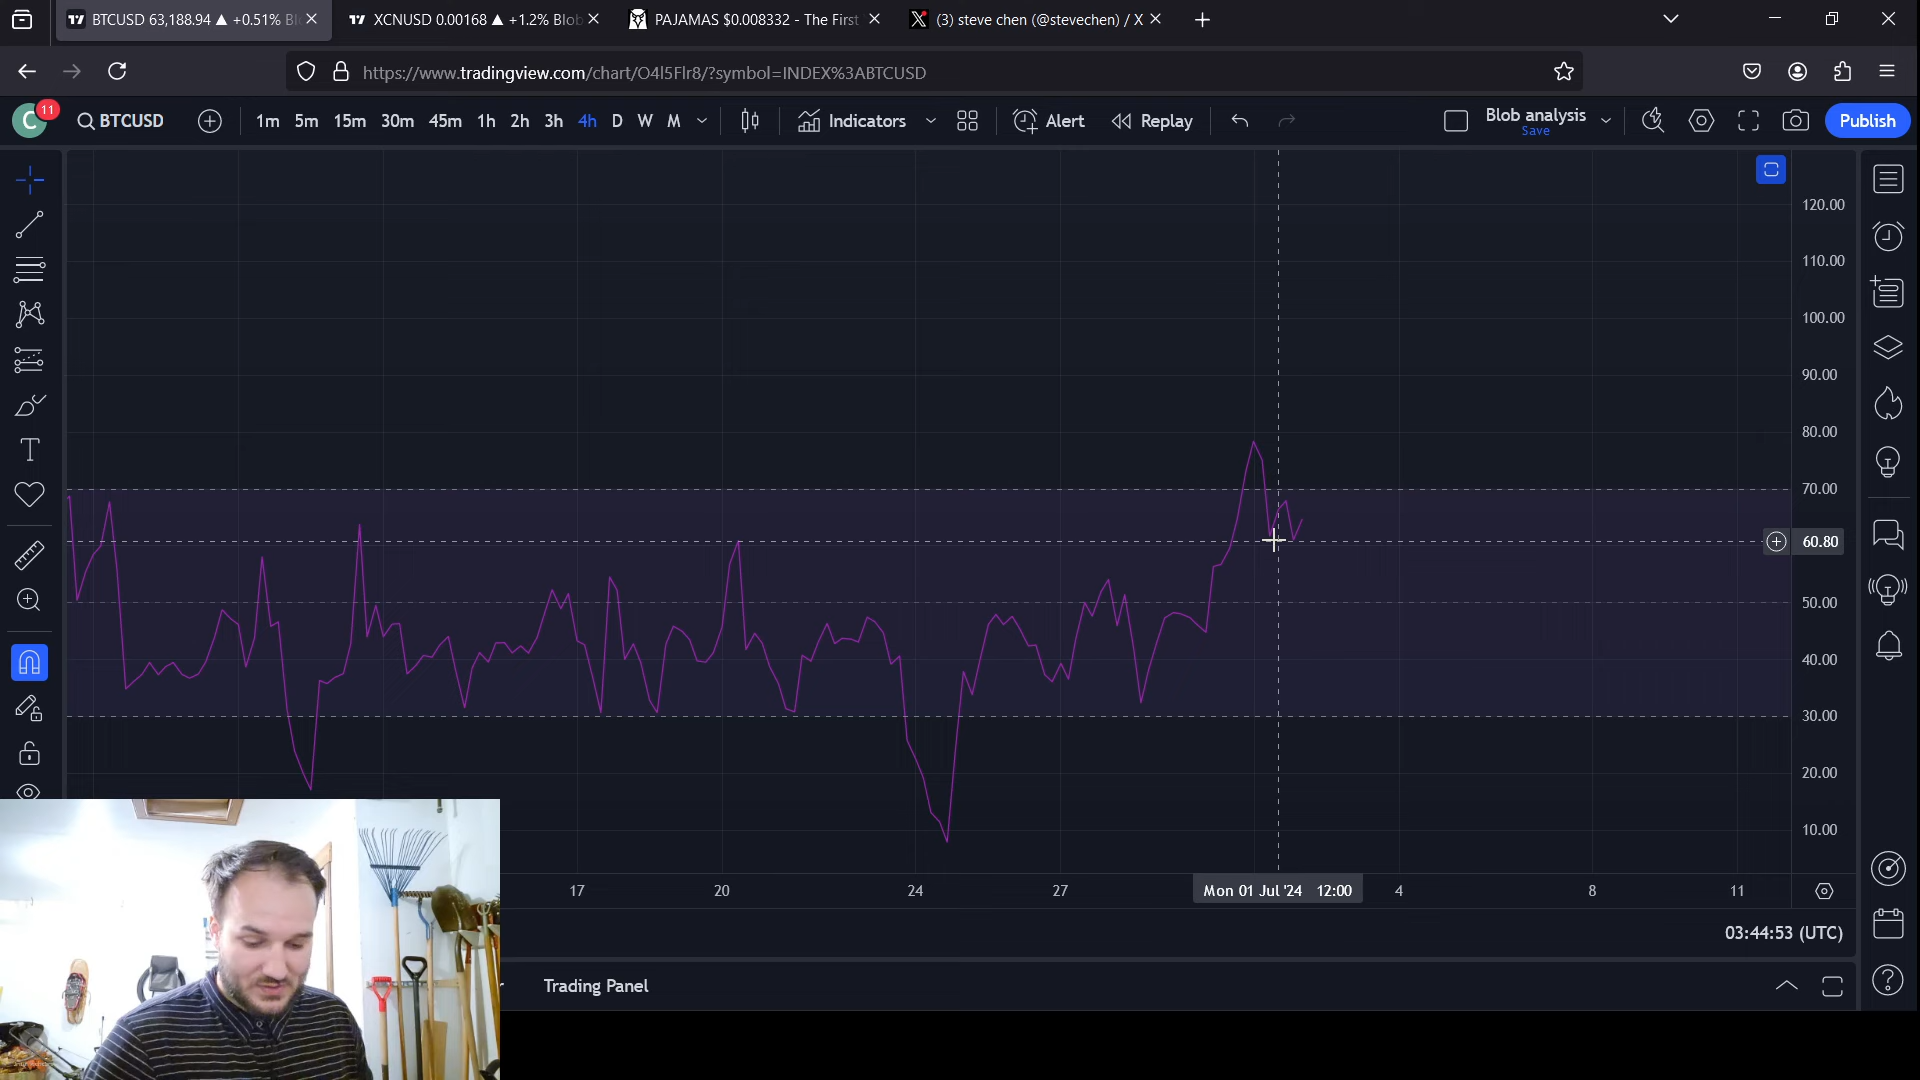 BTCUSD 63,188.94 ▲ +0.51% Bl
XCNUSD 0.00168 ▲ +1.2% Blob
PAJAMAS $0.008332 - The First
(3) steve chen (@stevechen) / X
https://www.tradingview.com/chart/O4l5Flr8/?symbol=INDEX%3ABTCUSD
C
11
BTCUSD
1m 5m 15m 30m 45m 1h 2h 3h 4h D W M
Indicators
Alert
Replay
Blob analysis
Save
Publish
120.00
110.00
100.00
90.00
80.00
70.00
60.80
50.00
40.00
30.00
20.00
10.00
17 20 24 27 Mon 01 Jul '24 12:00 4 8 11
03:44:53 (UTC)
Trading Panel